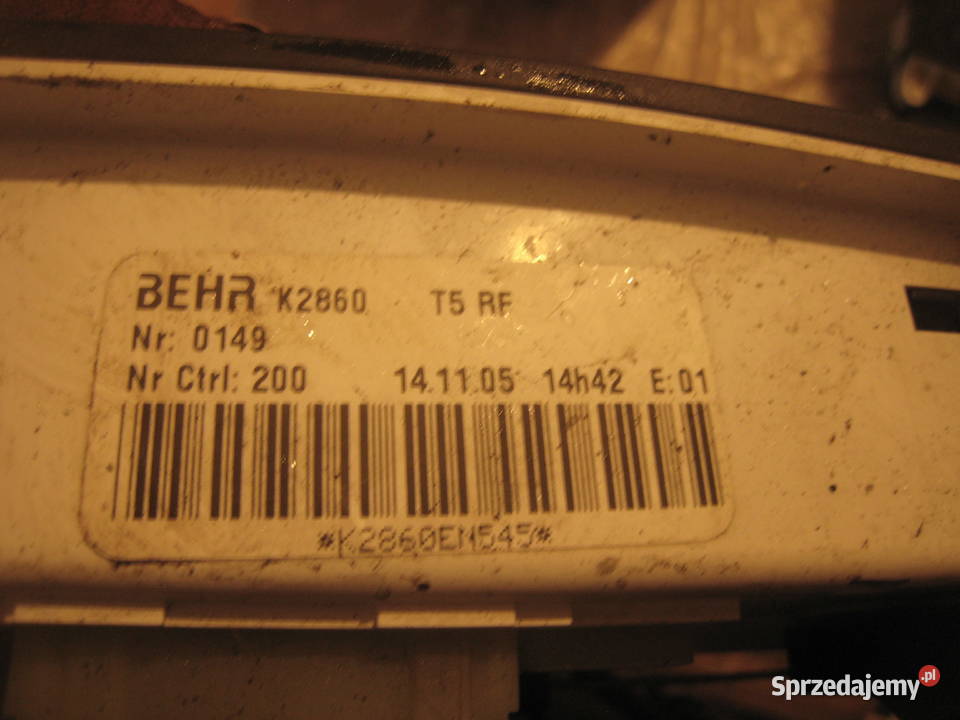 BEHR K2860 T5 RF
Nr: 0149
Nr Ctrl: 200 14.11.05 14h42 E:01
*K2860EM545*
Sprzedajemy.pl